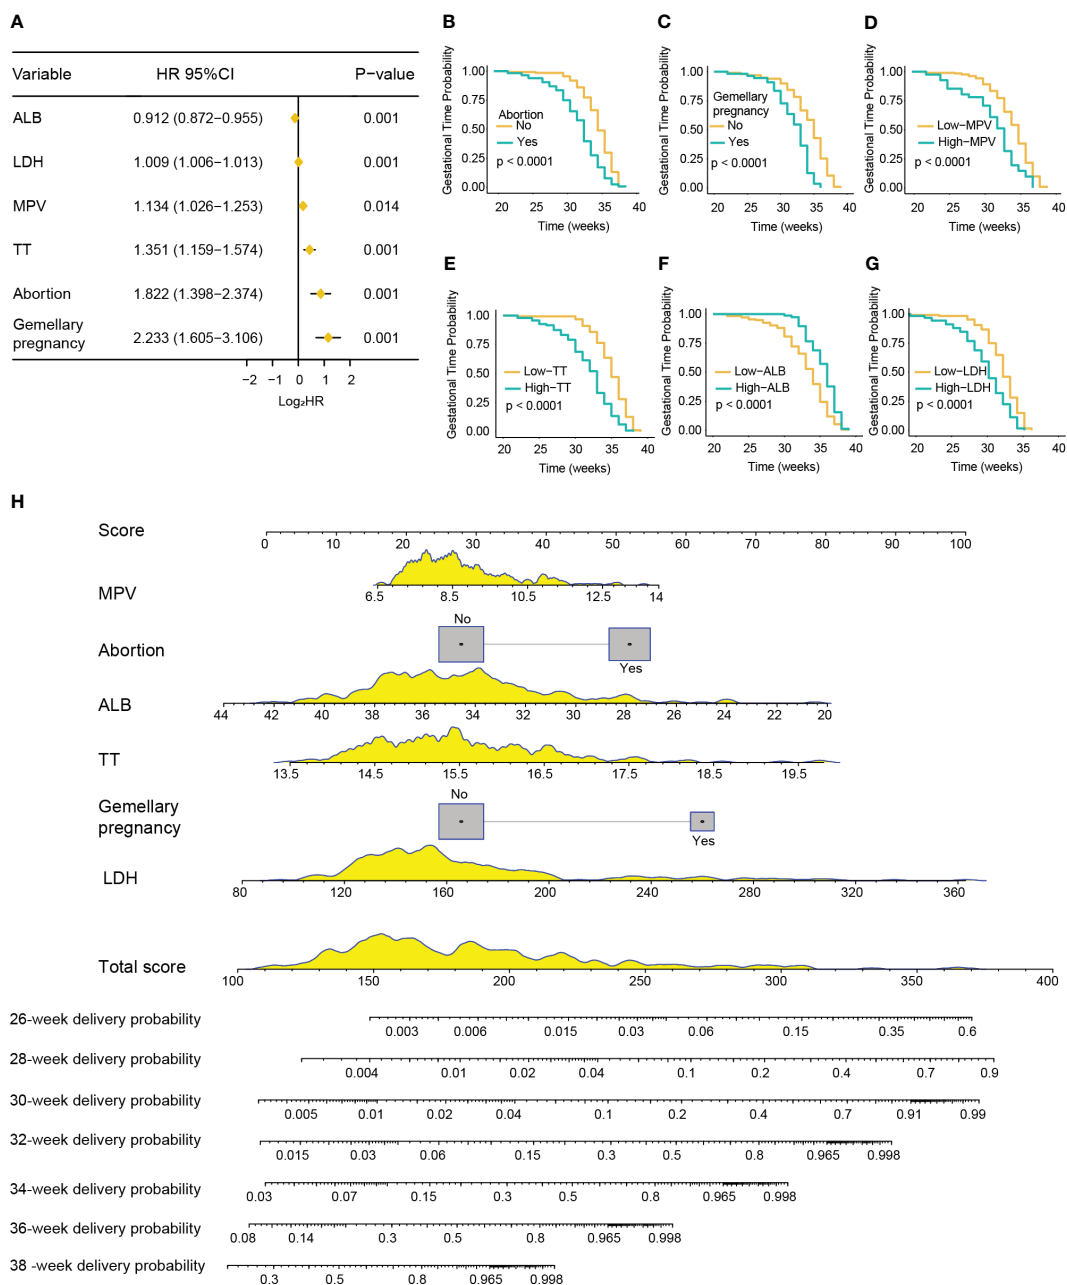 A
Variable HR 95%CI P−value
ALB 0.912 (0.872−0.955) 0.001
LDH 1.009 (1.006−1.013) 0.001
MPV 1.134 (1.026−1.253) 0.014
TT 1.351 (1.159−1.574) 0.001
Abortion 1.822 (1.398−2.374) 0.001
Gemellary
pregnancy 2.233 (1.605−3.106) 0.001
−2 −1 0 1 2
Log₂HR
B
Gestational Time Probability
1.00
0.75
0.50
0.25
0.00
Abortion
No
Yes
p < 0.0001
20 25 30 35 40
Time (weeks)
C
Gestational Time Probability
1.00
0.75
0.50
0.25
0.00
Gemellary
pregnancy
No
Yes
p < 0.0001
20 25 30 35 40
Time (weeks)
D
Gestational Time Probability
1.00
0.75
0.50
0.25
0.00
Low−MPV
High−MPV
p < 0.0001
20 25 30 35 40
Time (weeks)
E
Gestational Time Probability
1.00
0.75
0.50
0.25
0.00
Low−TT
High−TT
p < 0.0001
20 25 30 35 40
Time (weeks)
F
Gestational Time Probability
1.00
0.75
0.50
0.25
0.00
Low−ALB
High−ALB
p < 0.0001
20 25 30 35 40
Time (weeks)
G
Gestational Time Probability
1.00
0.75
0.50
0.25
0.00
Low−LDH
High−LDH
p < 0.0001
20 25 30 35 40
Time (weeks)
H
Score
0 10 20 30 40 50 60 70 80 90 100
MPV
6.5 8.5 10.5 12.5 14
No
Abortion
Yes
ALB
44 42 40 38 36 34 32 30 28 26 24 22 20
TT
13.5 14.5 15.5 16.5 17.5 18.5 19.5
No
Gemellary
pregnancy
Yes
LDH
80 120 160 200 240 280 320 360
Total score
100 150 200 250 300 350 400
26-week delivery probability
0.003 0.006 0.015 0.03 0.06 0.15 0.35 0.6
28-week delivery probability
0.004 0.01 0.02 0.04 0.1 0.2 0.4 0.7 0.9
30-week delivery probability
0.005 0.01 0.02 0.04 0.1 0.2 0.4 0.7 0.91 0.99
32-week delivery probability
0.015 0.03 0.06 0.15 0.3 0.5 0.8 0.965 0.998
34-week delivery probability
0.03 0.07 0.15 0.3 0.5 0.8 0.965 0.998
36-week delivery probability
0.08 0.14 0.3 0.5 0.8 0.965 0.998
38 -week delivery probability
0.3 0.5 0.8 0.965 0.998